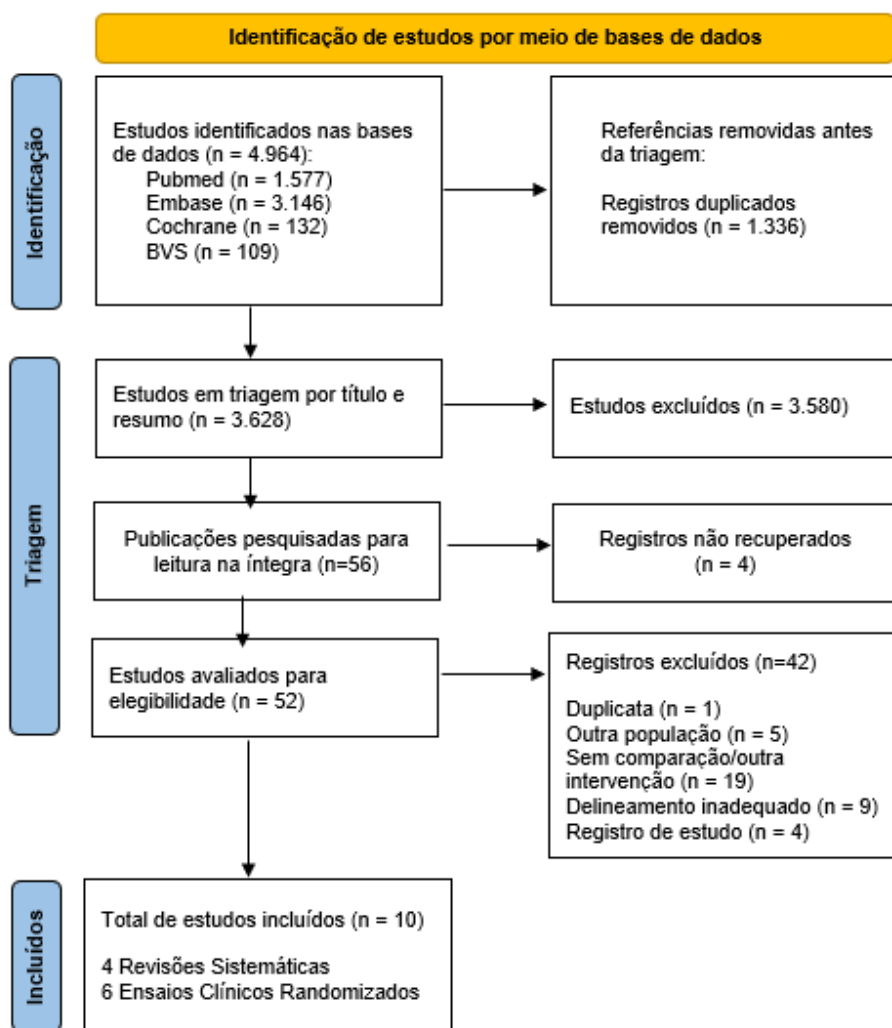 Identificação de estudos por meio de bases de dados
Identificação
Estudos identificados nas bases
de dados (n = 4.964):
Pubmed (n = 1.577)
Embase (n = 3.146)
Cochrane (n = 132)
BVS (n = 109)
Referências removidas antes
da triagem:
Registros duplicados
removidos (n = 1.336)
Triagem
Estudos em triagem por título e
resumo (n = 3.628)
Estudos excluídos (n = 3.580)
Publicações pesquisadas para
leitura na íntegra (n=56)
Registros não recuperados
(n = 4)
Estudos avaliados para
elegibilidade (n = 52)
Registros excluídos (n=42)
Duplicata (n = 1)
Outra população (n = 5)
Sem comparação/outra
intervenção (n = 19)
Delineamento inadequado (n = 9)
Registro de estudo (n = 4)
Incluídos
Total de estudos incluídos (n = 10)
4 Revisões Sistemáticas
6 Ensaios Clínicos Randomizados